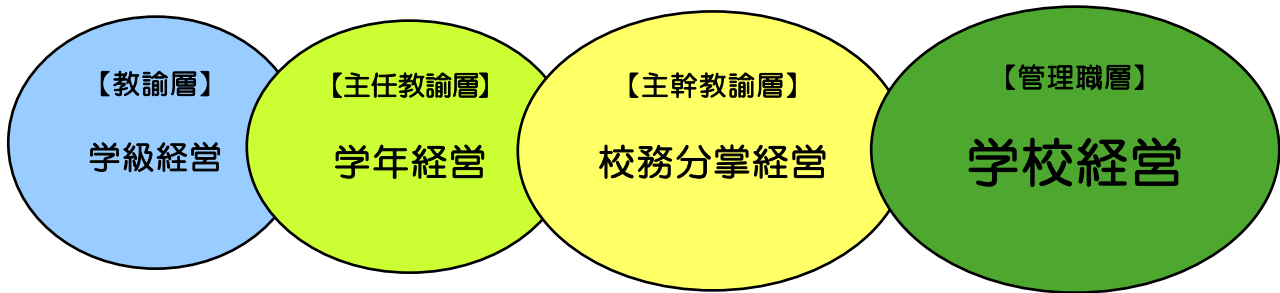 【教諭層】
学級経営
【主任教諭層】
学年経営
【主幹教諭層】
校務分掌経営
【管理職層】
学校経営